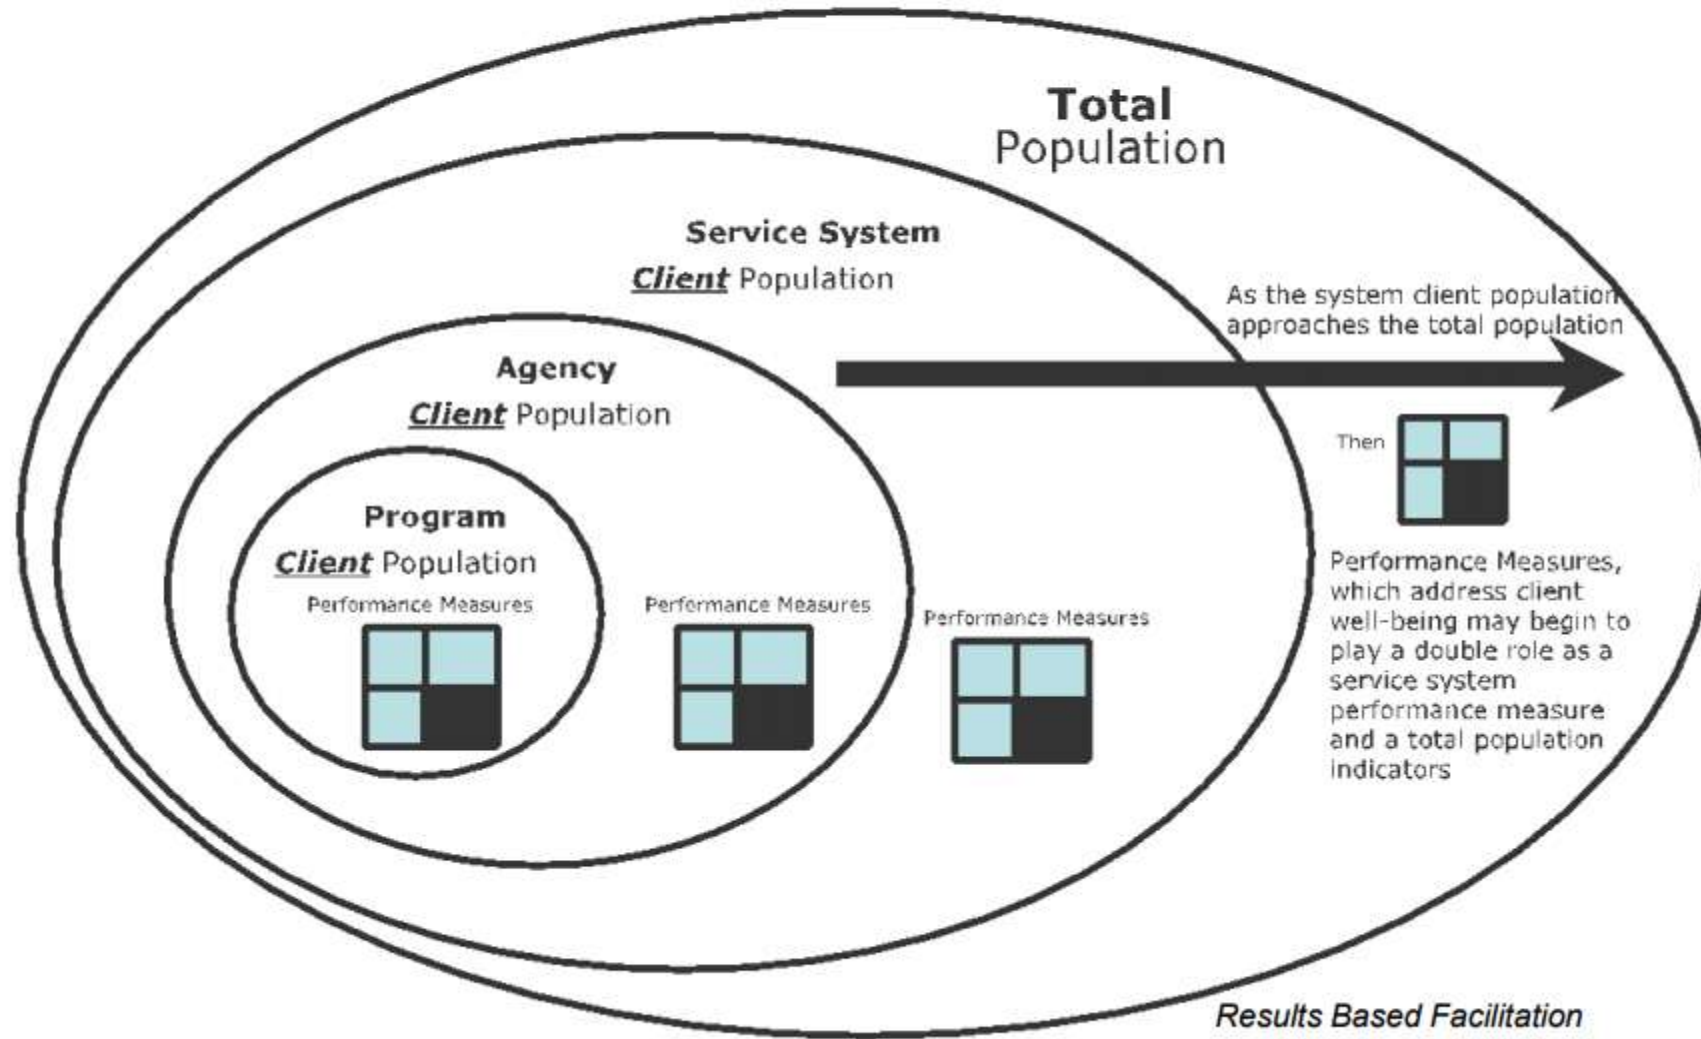 Total
Population
Service System
Client Population
As the system client population
approaches the total population
Agency
Client Population
Then
Program
Client Population
Performance Measures
Performance Measures
Performance Measures
Performance Measures,
which address client
well-being may begin to
play a double role as a
service system
performance measure
and a total population
indicators
Results Based Facilitation